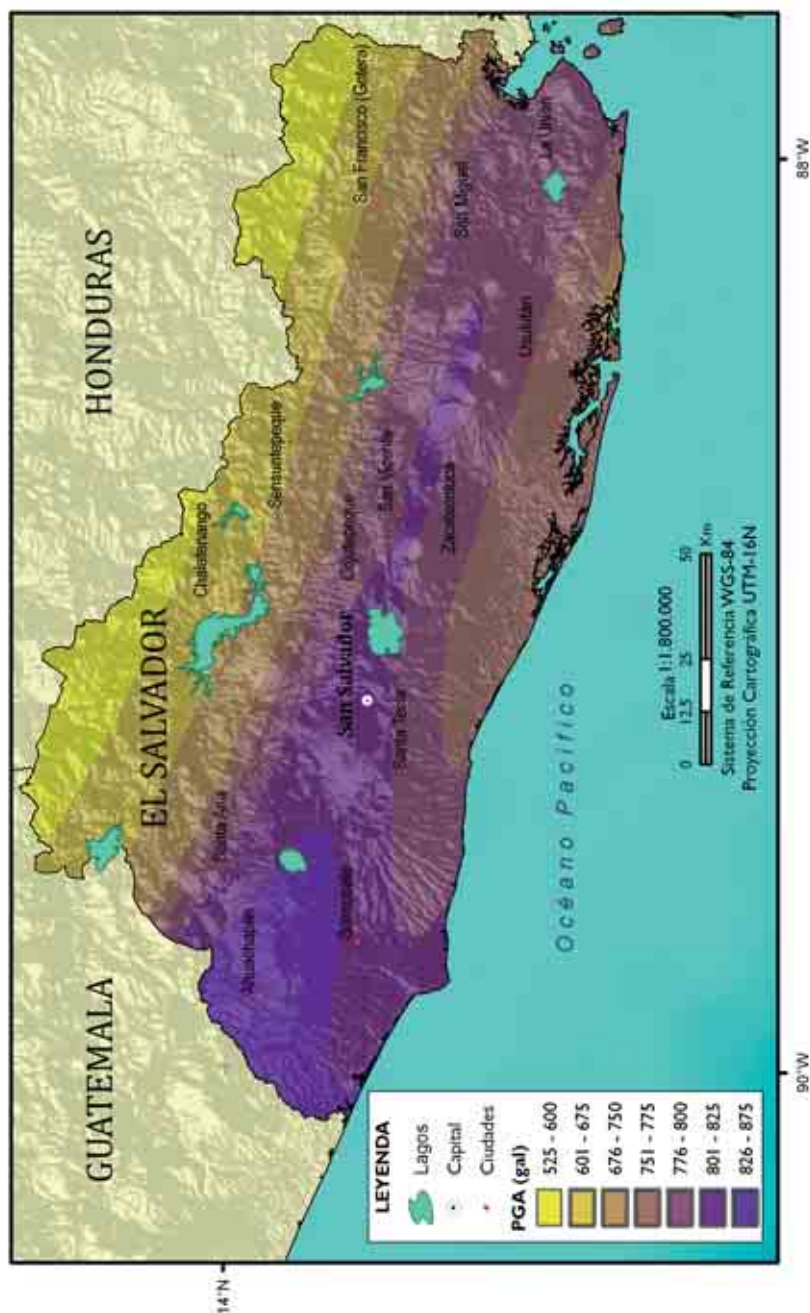 GUATEMALA
HONDURAS
EL SALVADOR
Chalatenango
Sensuntepeque
San Francisco (Gotera)
Santa Ana
Ahuachapán
Sonsonate
San Salvador
Santa Tecla
Cojutepeque
San Vicente
Zacatecoluca
San Miguel
Usulután
La Unión
Océano Pacífico
Escala 1:1.800.000
0 12.5 25 50
Km
Sistema de Referencia WGS-84
Proyección Cartográfica UTM-16N
LEYENDA
Lagos
Capital
Ciudades
PGA (gal)
525 - 600
601 - 675
676 - 750
751 - 775
776 - 800
801 - 825
826 - 875
14°N
90°W
88°W